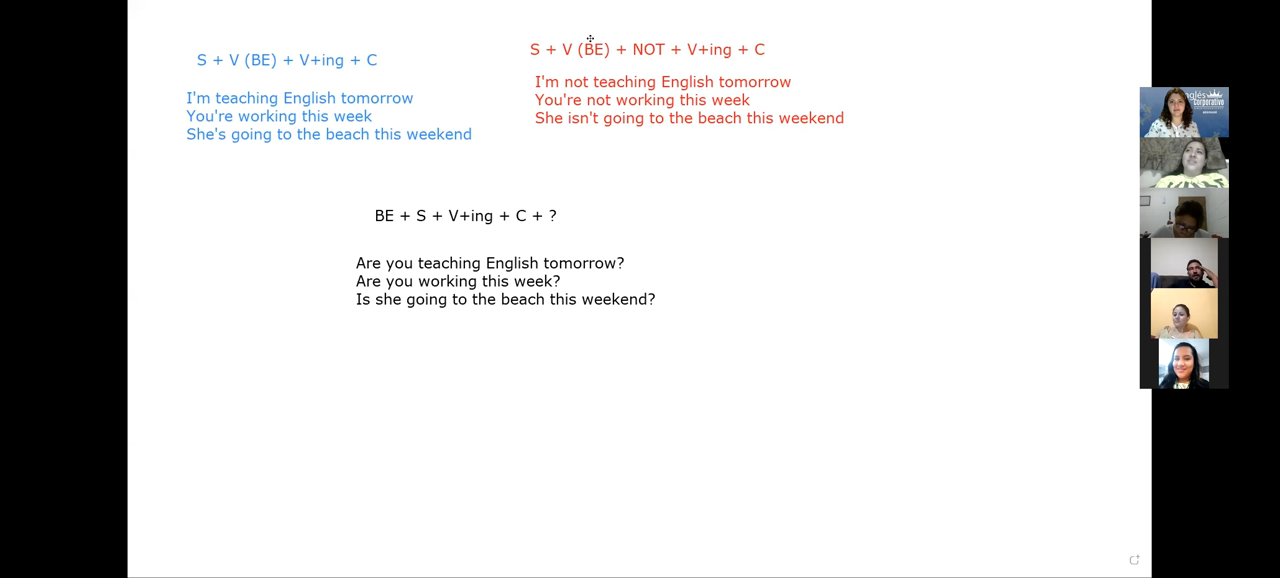 S + V (BE) + V+ing + C
I'm teaching English tomorrow
You're working this week
She's going to the beach this weekend
S + V (BE) + NOT + V+ing + C
I'm not teaching English tomorrow
You're not working this week
She isn't going to the beach this weekend
BE + S + V+ing + C + ?
Are you teaching English tomorrow?
Are you working this week?
Is she going to the beach this weekend?
Corporativo